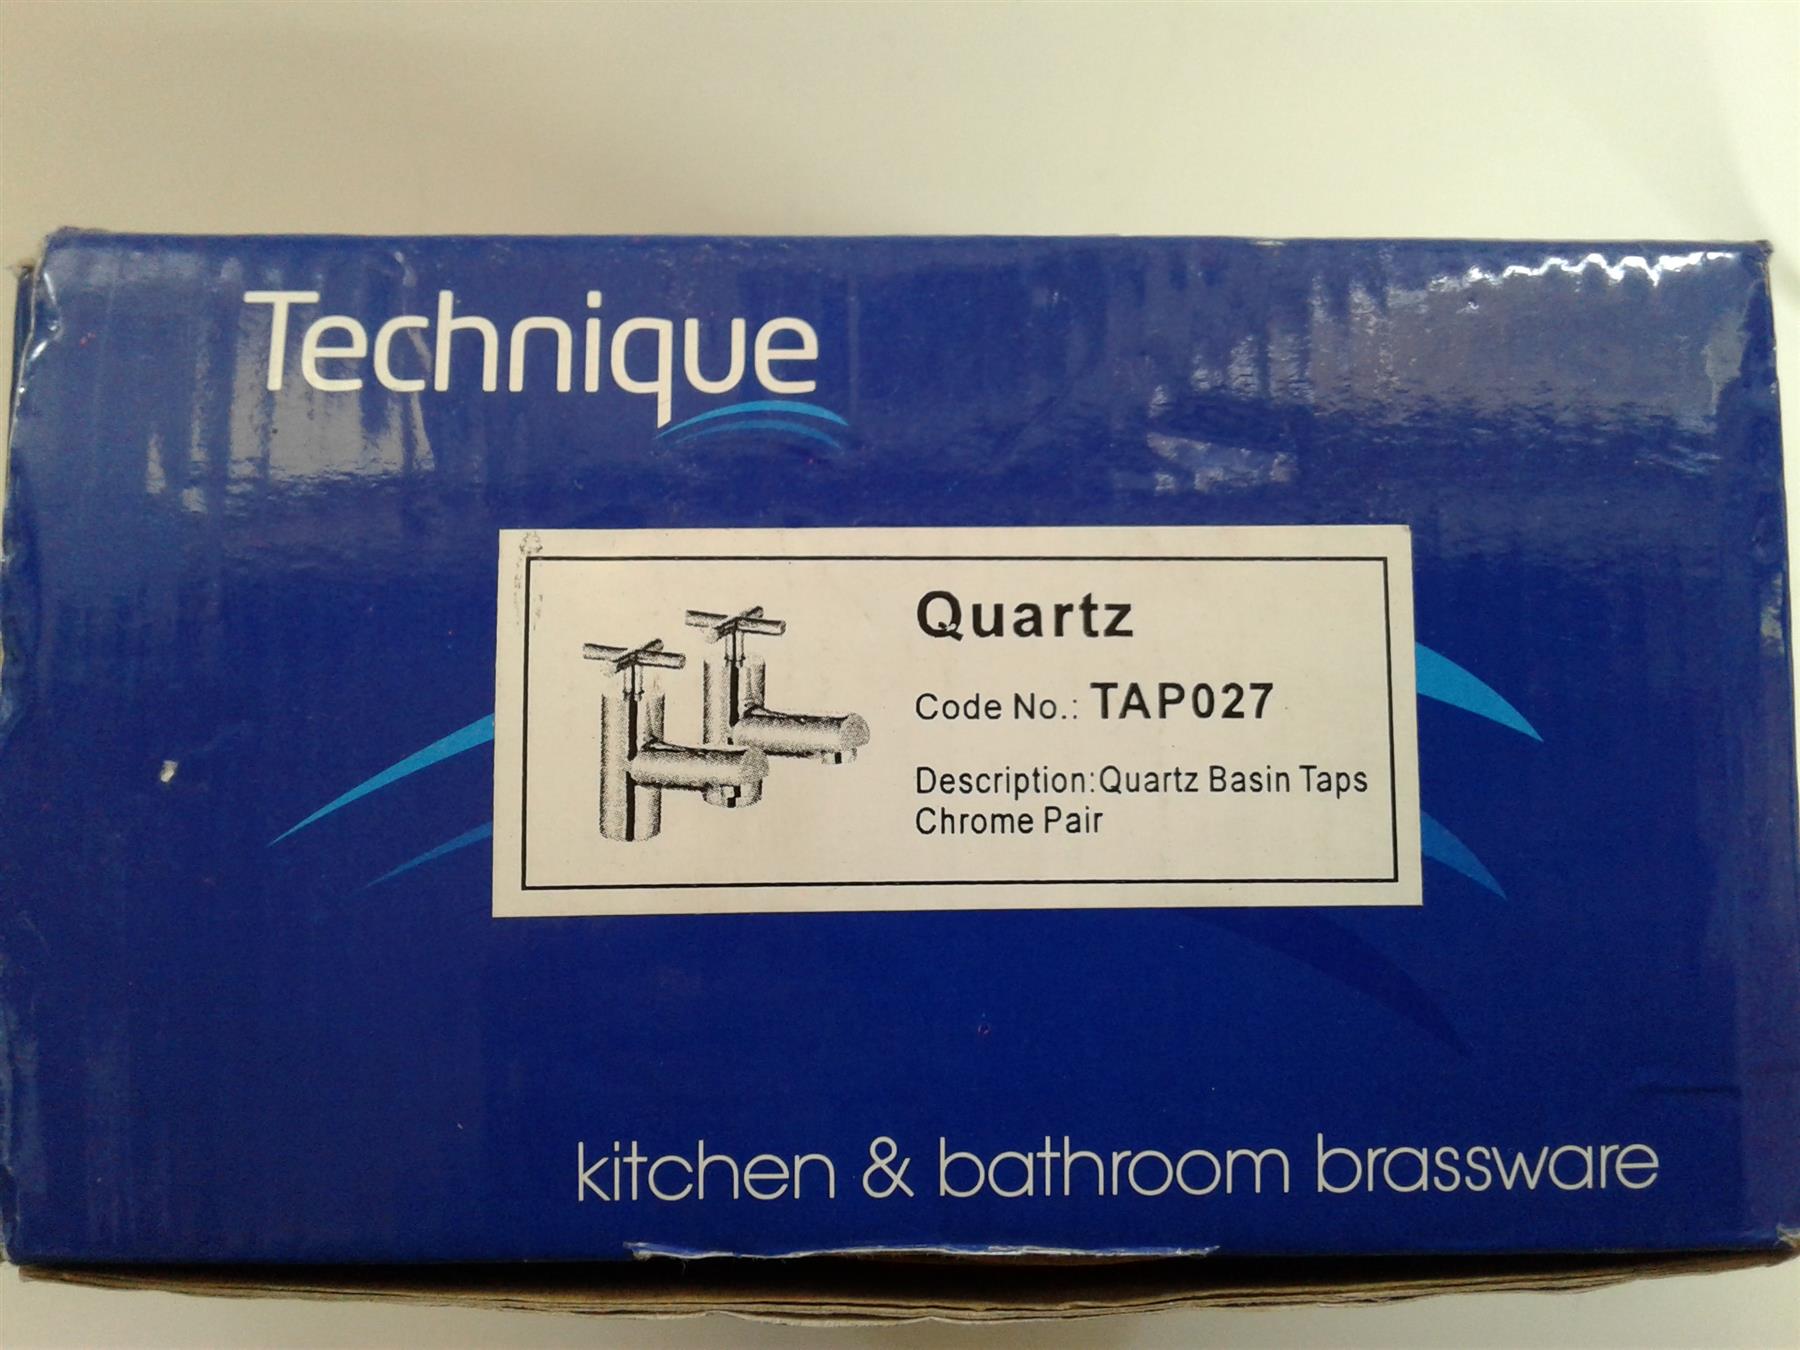 Technique
Quartz
Code No.: TAP027
Description:Quartz Basin Taps
Chrome Pair
kitchen & bathroom brassware